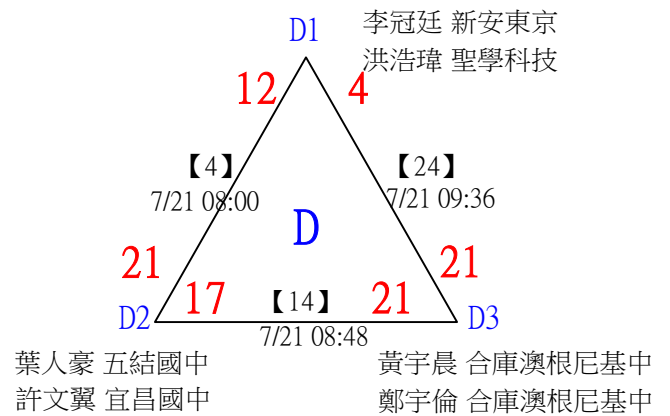 D1
李冠廷 新安東京
洪浩瑋 聖學科技
12
4
【4】
7/21 08:00
【24】
7/21 09:36
D
21
21
17
【14】
21
D2
D3
7/21 08:48
葉人豪 五結國中
許文翼 宜昌國中
黃宇晨 合庫澳根尼基中
鄭宇倫 合庫澳根尼基中